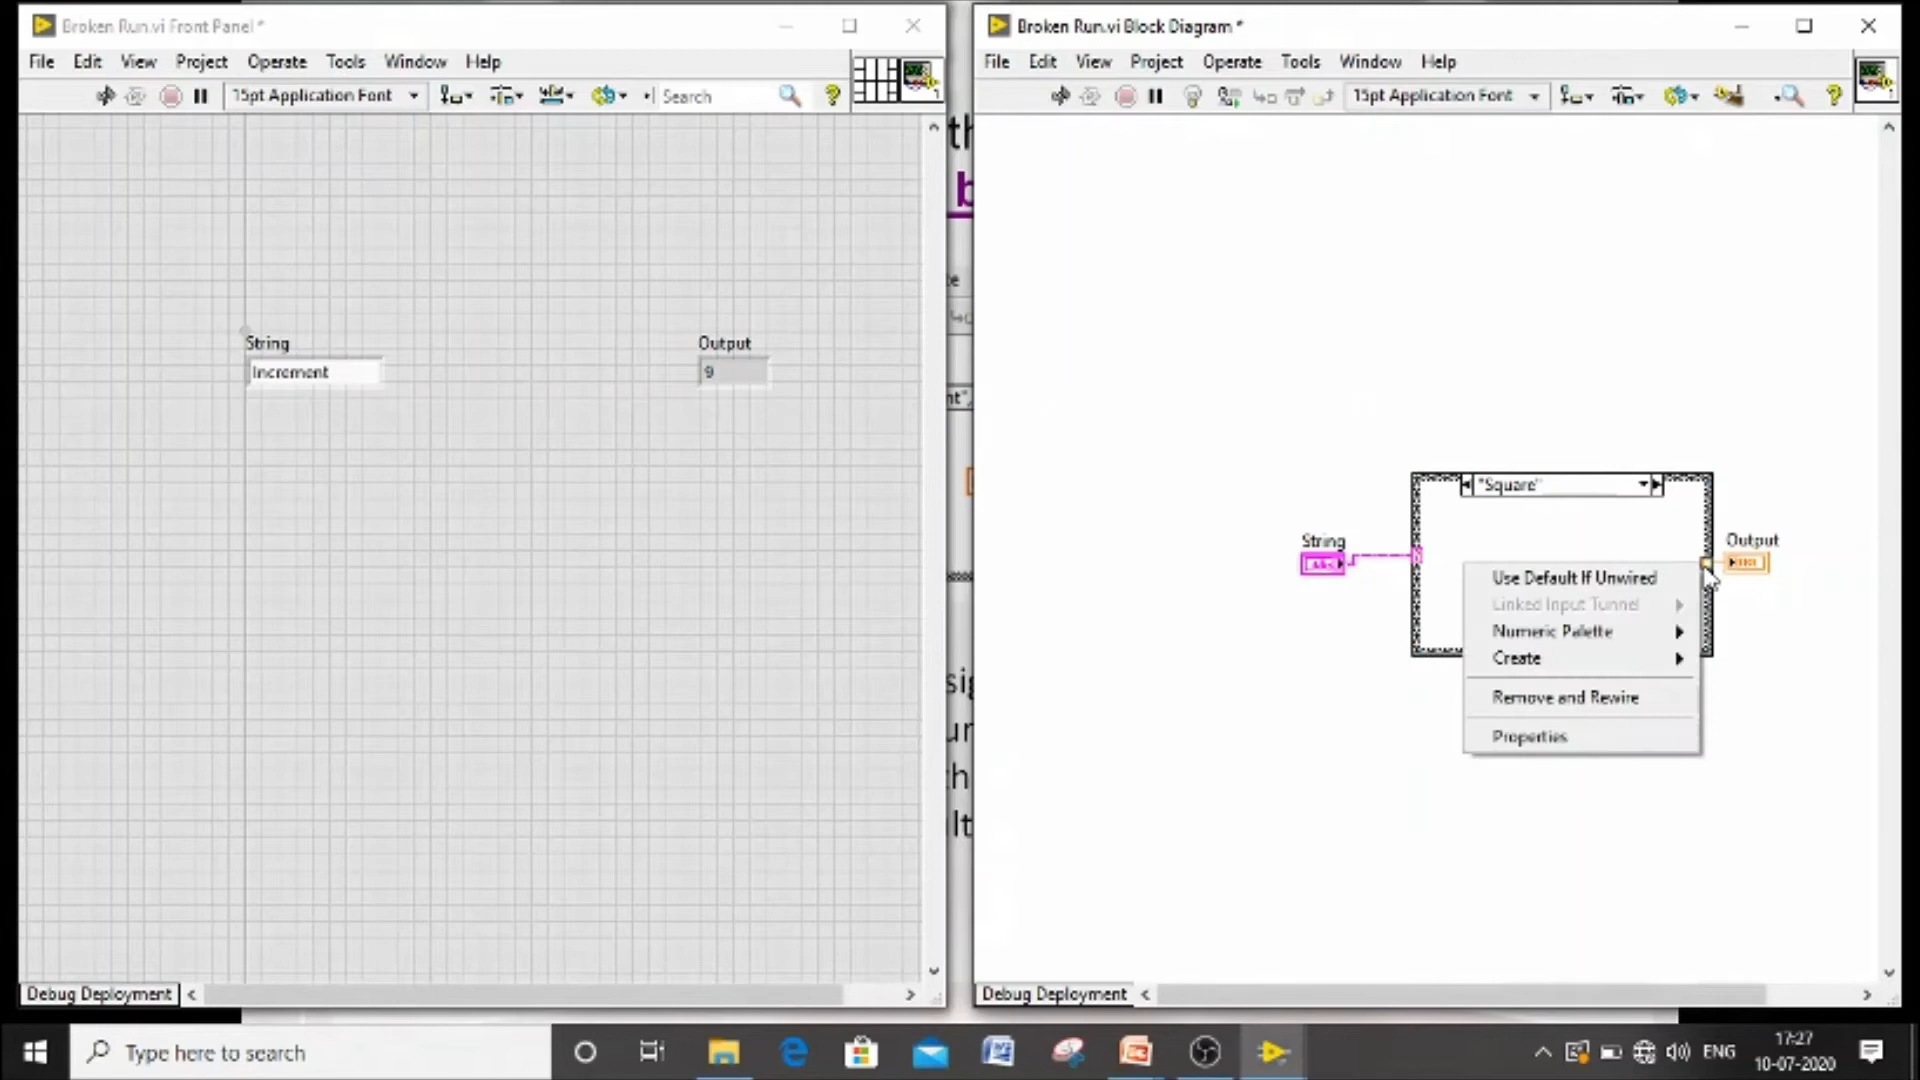 Broken Run.vi Front Panel *
File Edit View Project Operate Tools Window Help
15pt Application Font
Search
String
Increment
Output
9
Debug Deployment
Broken Run.vi Block Diagram *
File Edit View Project Operate Tools Window Help
15pt Application Font
"Square"
String
Output
Use Default If Unwired
Linked Input Tunnel
Numeric Palette
Create
Remove and Rewire
Properties
Debug Deployment
Type here to search
ENG
17:27
10-07-2020